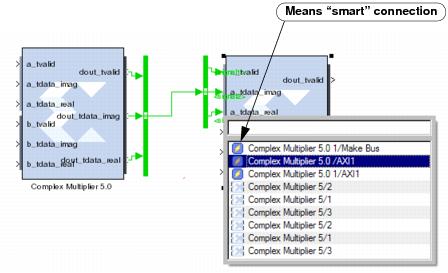 Means “smart” connection
a_tvalid
dout_tvalid
a_tdata_imag
a_tdata_real
dout_tdata_imag
b_tvalid
b_tdata_imag
dout_tdata_real
b_tdata_real
Complex Multiplier 5.0
a_tvalid
dout_tvalid
a_tdata_imag
Complex Multiplier 5.0 1/Make Bus
Complex Multiplier 5.0 /AXI1
Complex Multiplier 5.0 1/AXI1
Complex Multiplier 5/2
Complex Multiplier 5/1
Complex Multiplier 5/3
Complex Multiplier 5/2
Complex Multiplier 5/1
Complex Multiplier 5/3